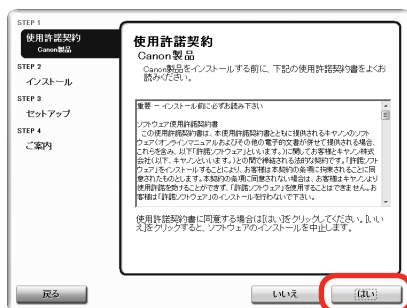 STEP 1
使用許諾契約
Canon製品
STEP 2
インストール
STEP 3
セットアップ
STEP 4
ご案内
使用許諾契約
Canon製品
Canon製品をインストールする前に、下記の使用許諾契約書をよくお
読みください。
重要 － インストール前に必ずお読み下さい
ソフトウェア使用許諾契約書
この使用許諾契約書は、本使用許諾契約書とともに提供されるキヤノンのソフト
ウェア(オンラインマニュアルおよびその他の電子的文書が併せて提供される場合、
これらを含み、以下「許諾ソフトウェア」といいます。)に関してお客様とキヤノン株式
会社(以下、キヤノンといいます。)との間で締結される法的な契約です。「許諾ソフト
ウェア」をインストールすることにより、お客様は本契約の条項に拘束されることに同
意されたものとします。本契約の条項に同意されない場合は、お客様はキヤノンより
使用許諾を受けることができず、「許諾ソフトウェア」を使用することはできません。お
客様は「許諾ソフトウェア」のインストールを行わないで下さい。
使用許諾契約書に同意する場合は[はい]をクリックしてください。[いい
え]をクリックすると、ソフトウェアのインストールを中止します。
戻る
いいえ
はい